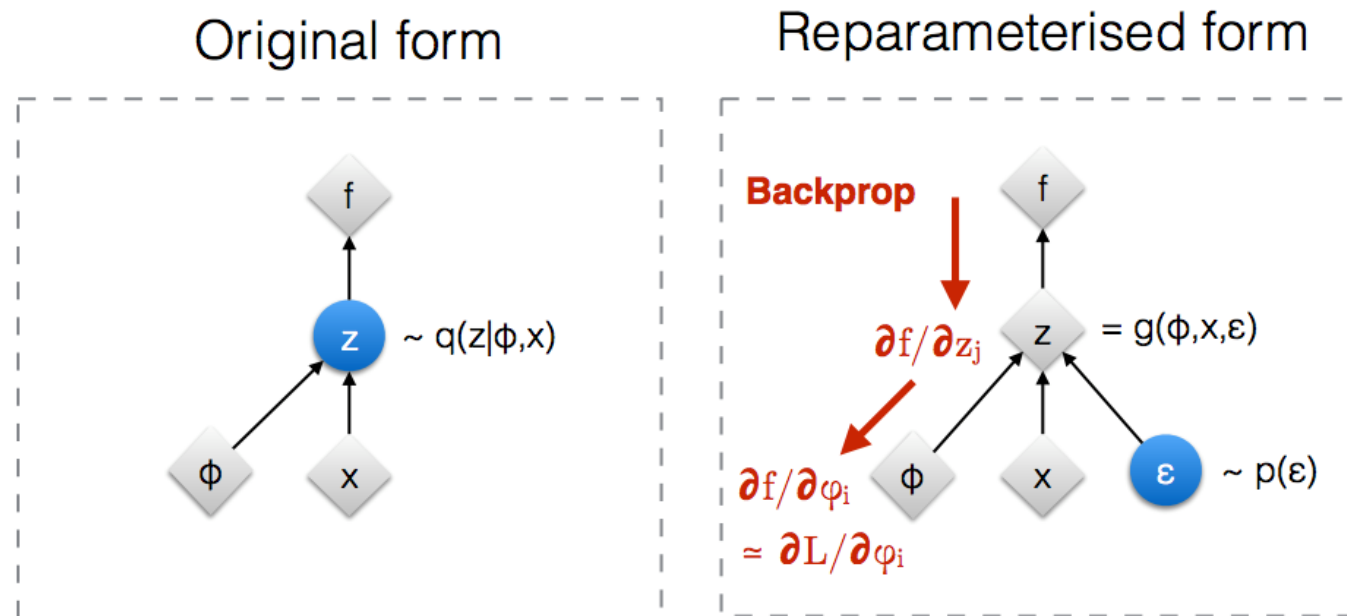 Original form
f
z
~ q(z|ϕ,x)
ϕ
x
Reparameterised form
Backprop
f
∂f/∂zj
z
= g(ϕ,x,ε)
∂f/∂φi
≃ ∂L/∂φi
ϕ
x
ε
~ p(ε)